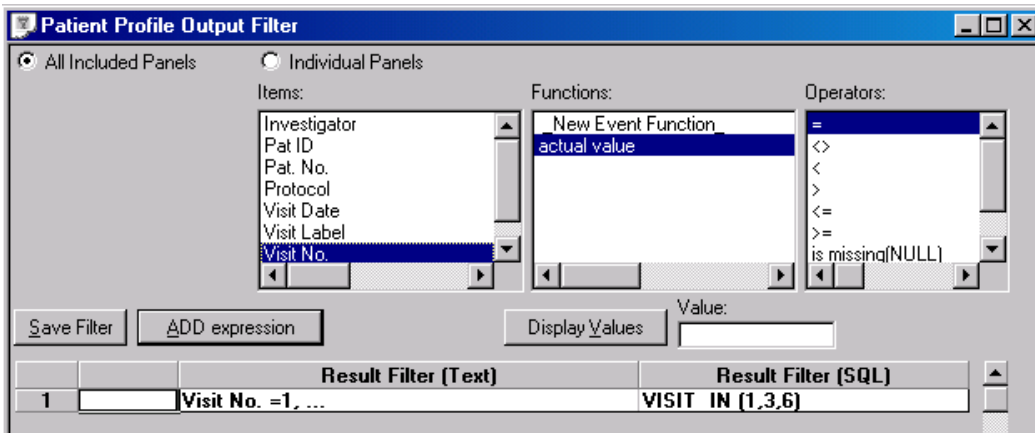 Patient Profile Output Filter
All Included Panels
Individual Panels
Items:
Functions:
Operators:
Investigator
Pat ID
Pat. No.
Protocol
Visit Date
Visit Label
Visit No.
_New Event Function_
actual value
=
<>
<
>
<=
>=
is missing(NULL)
Save Filter
ADD expression
Display Values
Value:
Result Filter (Text)
Result Filter (SQL)
1
Visit No. =1, ...
VISIT IN (1,3,6)